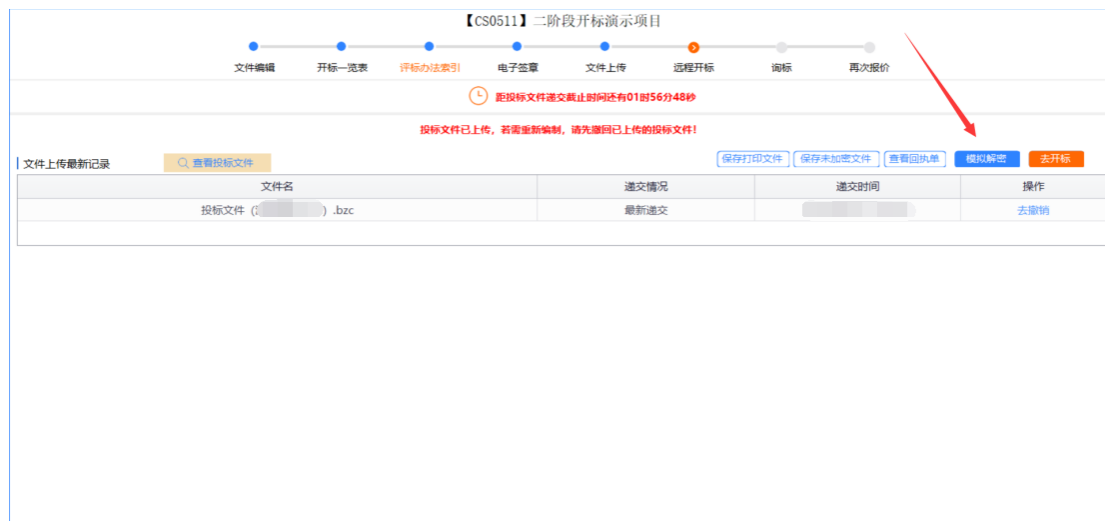 【CS0511】二阶段开标演示项目
文件编辑 开标一览表 评标办法索引 电子签章 文件上传 远程开标 询标 再次报价
距投标文件递交截止时间还有01时56分48秒
投标文件已上传，若需重新编制，请先撤回已上传的投标文件！
文件上传最新记录 查看投标文件 保存打印文件 保存未加密文件 查看回执单 模拟解密 去开标
文件名 递交情况 递交时间 操作
投标文件（ ）.bzc 最新递交 去撤销